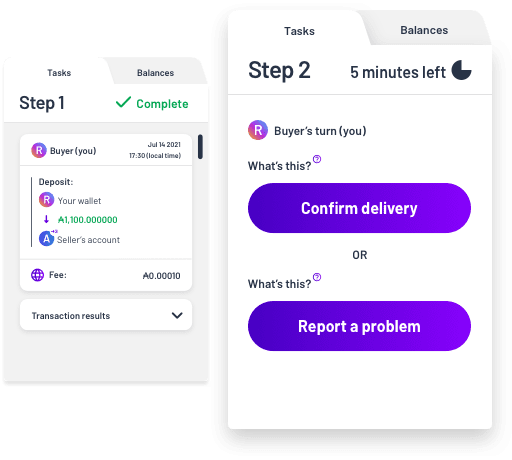 Tasks
Balances
Step 1
Complete
R
Buyer (you)
Jul 14 2021
17:30 (local time)
Deposit:
R
Your wallet
₳1,100.000000
A
Seller's account
Fee:
₳0.00010
Transaction results
Tasks
Balances
Step 2
5 minutes left
R
Buyer's turn (you)
What's this? ?
Confirm delivery
OR
What's this? ?
Report a problem